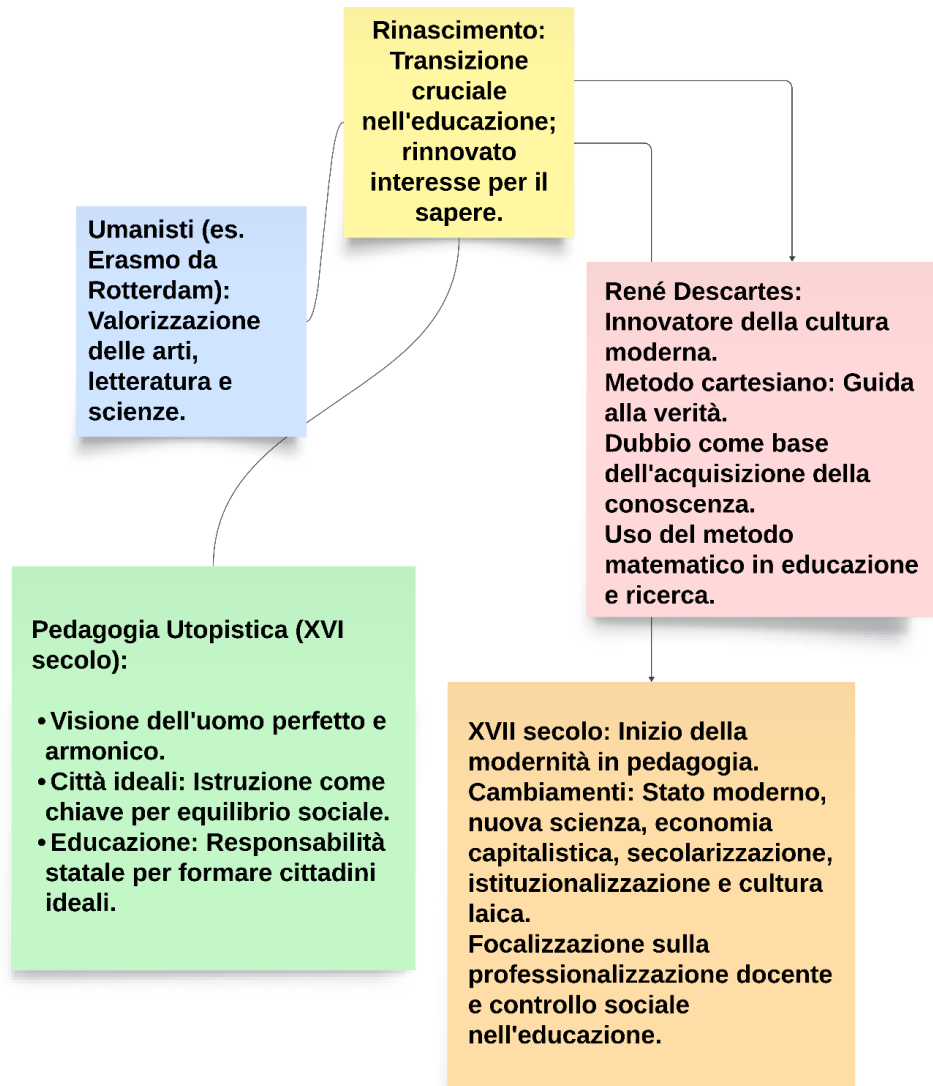 Rinascimento:
Transizione
cruciale
nell'educazione;
rinnovato
interesse per il
sapere.
Umanisti (es.
Erasmo da
Rotterdam):
Valorizzazione
delle arti,
letteratura e
scienze.
René Descartes:
Innovatore della cultura
moderna.
Metodo cartesiano: Guida
alla verità.
Dubbio come base
dell'acquisizione della
conoscenza.
Uso del metodo
matematico in educazione
e ricerca.
Pedagogia Utopistica (XVI
secolo):
• Visione dell'uomo perfetto e
armonico.
• Città ideali: Istruzione come
chiave per equilibrio sociale.
• Educazione: Responsabilità
statale per formare cittadini
ideali.
XVII secolo: Inizio della
modernità in pedagogia.
Cambiamenti: Stato moderno,
nuova scienza, economia
capitalistica, secolarizzazione,
istituzionalizzazione e cultura
laica.
Focalizzazione sulla
professionalizzazione docente
e controllo sociale
nell'educazione.